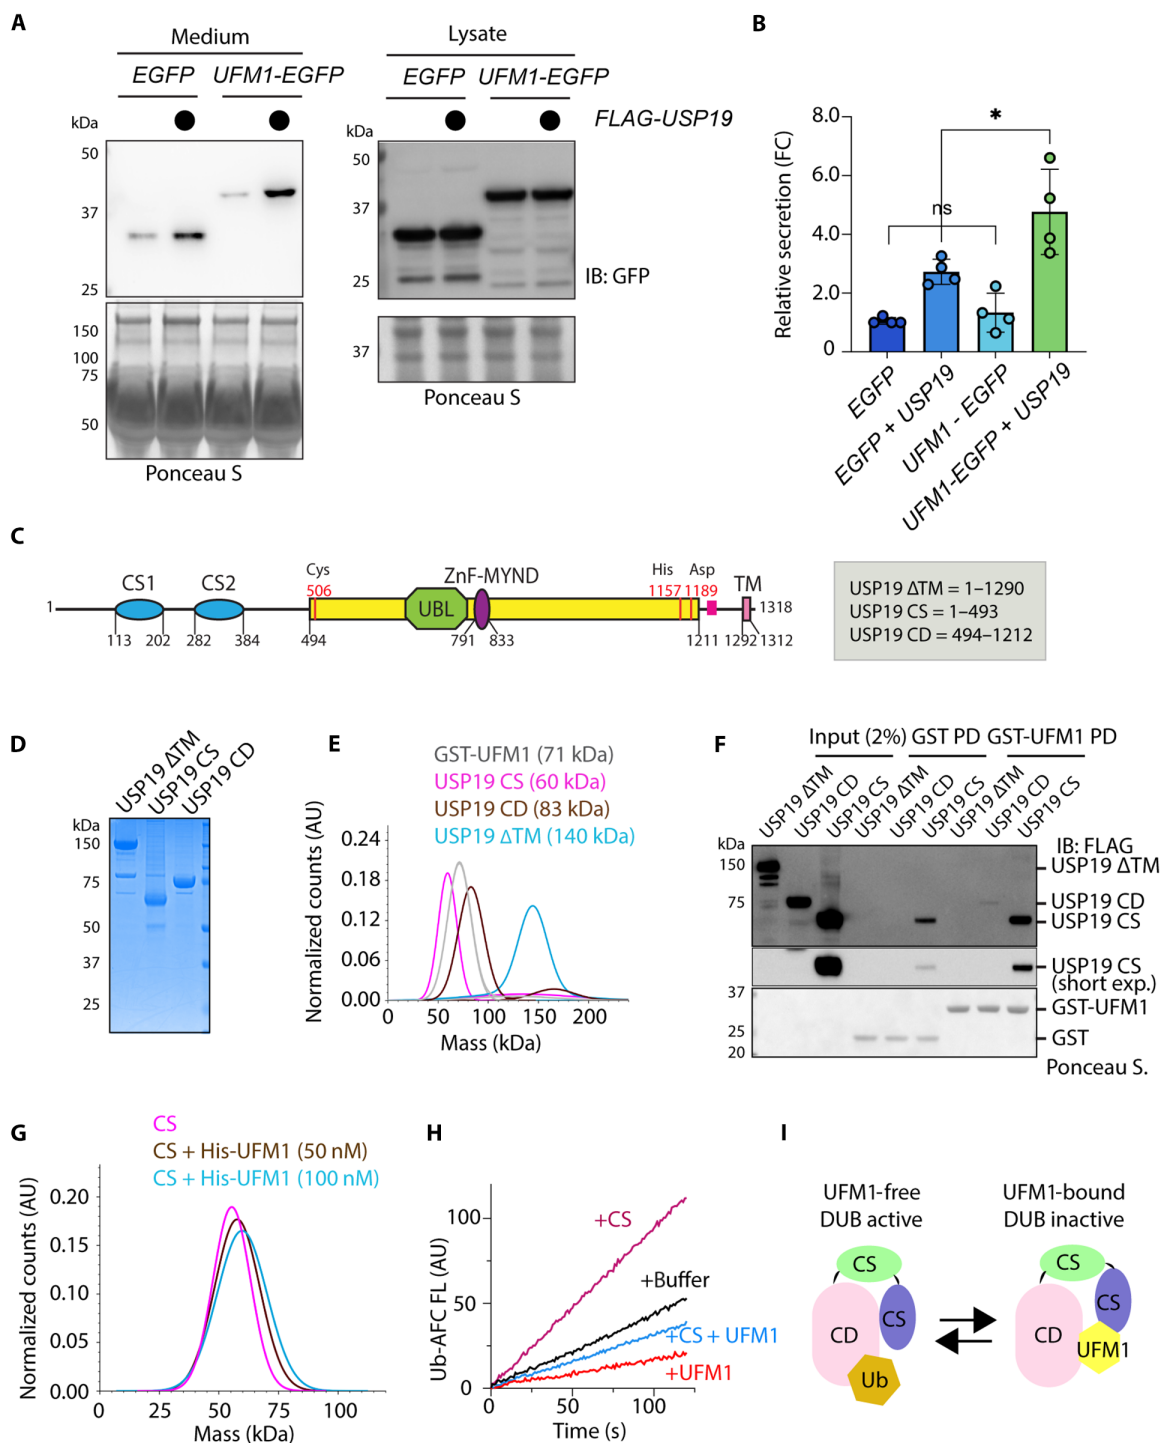 A
Medium
Lysate
EGFP UFM1-EGFP
EGFP UFM1-EGFP
FLAG-USP19
kDa
50
37
25
150
100
75
50
Ponceau S
kDa
50
37
25
IB: GFP
37
Ponceau S
B
Relative secretion (FC)
8.0
6.0
4.0
2.0
0
*
ns
EGFP
EGFP + USP19
UFM1 - EGFP
UFM1-EGFP + USP19
C
CS1 CS2 Cys ZnF-MYND His Asp TM
506 1157 1189
1 UBL 1318
113 202 282 384 494 791 833 1211 1292 1312
USP19 ΔTM = 1–1290
USP19 CS = 1–493
USP19 CD = 494–1212
D
USP19 ΔTM
USP19 CS
USP19 CD
kDa
150
75
50
37
25
E
GST-UFM1 (71 kDa)
USP19 CS (60 kDa)
USP19 CD (83 kDa)
USP19 ΔTM (140 kDa)
Normalized counts (AU)
0.24
0.18
0.12
0.06
0.00
0 50 100 150 200
Mass (kDa)
F
Input (2%) GST PD GST-UFM1 PD
USP19 ΔTM
USP19 CD
USP19 CS
USP19 ΔTM
USP19 CD
USP19 CS
USP19 ΔTM
USP19 CD
USP19 CS
kDa
IB: FLAG
150
USP19 ΔTM
75
USP19 CD
USP19 CS
USP19 CS
(short exp.)
37
GST-UFM1
25
GST
20
Ponceau S.
G
CS
CS + His-UFM1 (50 nM)
CS + His-UFM1 (100 nM)
Normalized counts (AU)
0.20
0.15
0.10
0.05
0.00
0 25 50 75 100
Mass (kDa)
H
Ub-AFC FL (AU)
100
50
0
+CS
+Buffer
+CS + UFM1
+UFM1
0 50 100
Time (s)
I
UFM1-free
DUB active
UFM1-bound
DUB inactive
CS
CD
CS
Ub
CS
CS
CD
UFM1